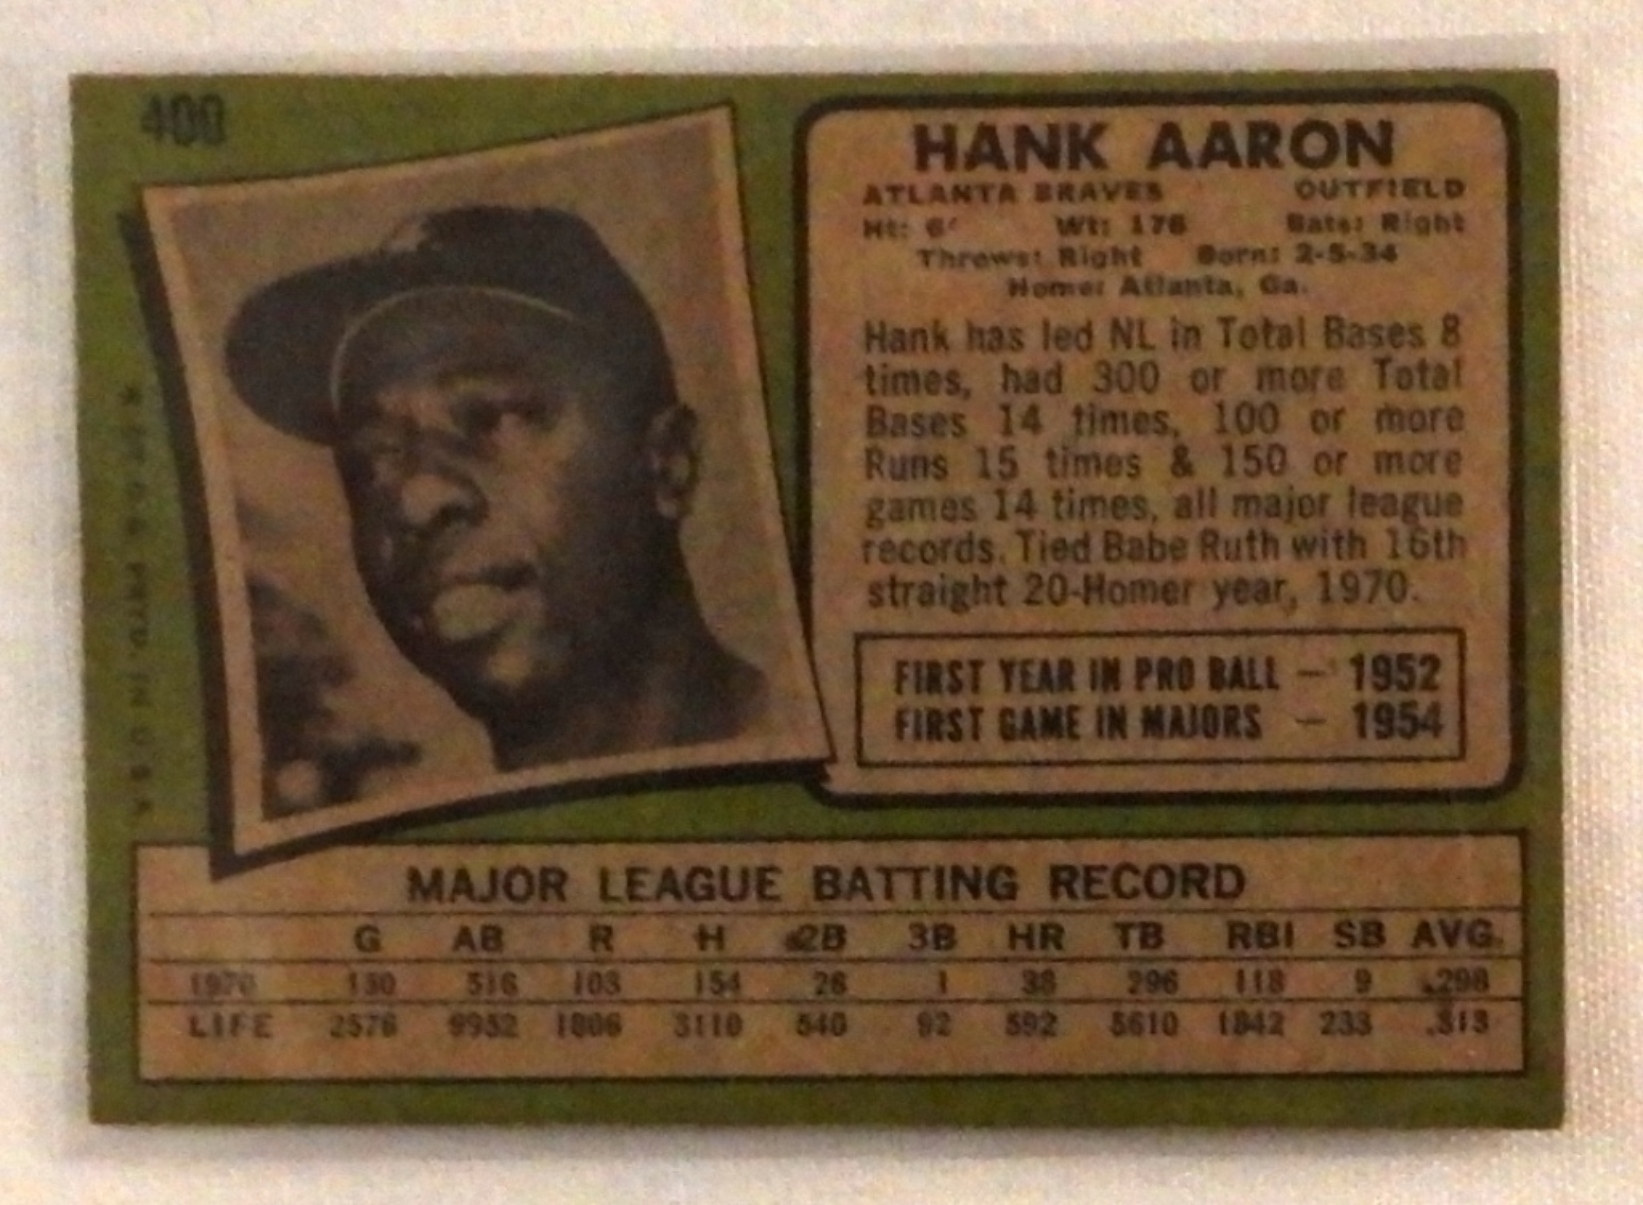 400
HANK AARON
ATLANTA BRAVES OUTFIELD
Ht: 6' Wt: 176 Bats: Right
Throws: Right Born: 2-5-34
Home: Atlanta, Ga.
Hank has led NL in Total Bases 8
times, had 300 or more Total
Bases 14 times, 100 or more
Runs 15 times & 150 or more
games 14 times, all major league
records. Tied Babe Ruth with 16th
straight 20-Homer year, 1970.
FIRST YEAR IN PRO BALL — 1952
FIRST GAME IN MAJORS — 1954
MAJOR LEAGUE BATTING RECORD
G AB R H 2B 3B HR TB RBI SB AVG.
1970 150 516 103 154 26 1 38 296 118 9 .298
LIFE 2576 9952 1806 3110 540 92 592 5610 1842 233 .313
PRTD. IN U.S.A.